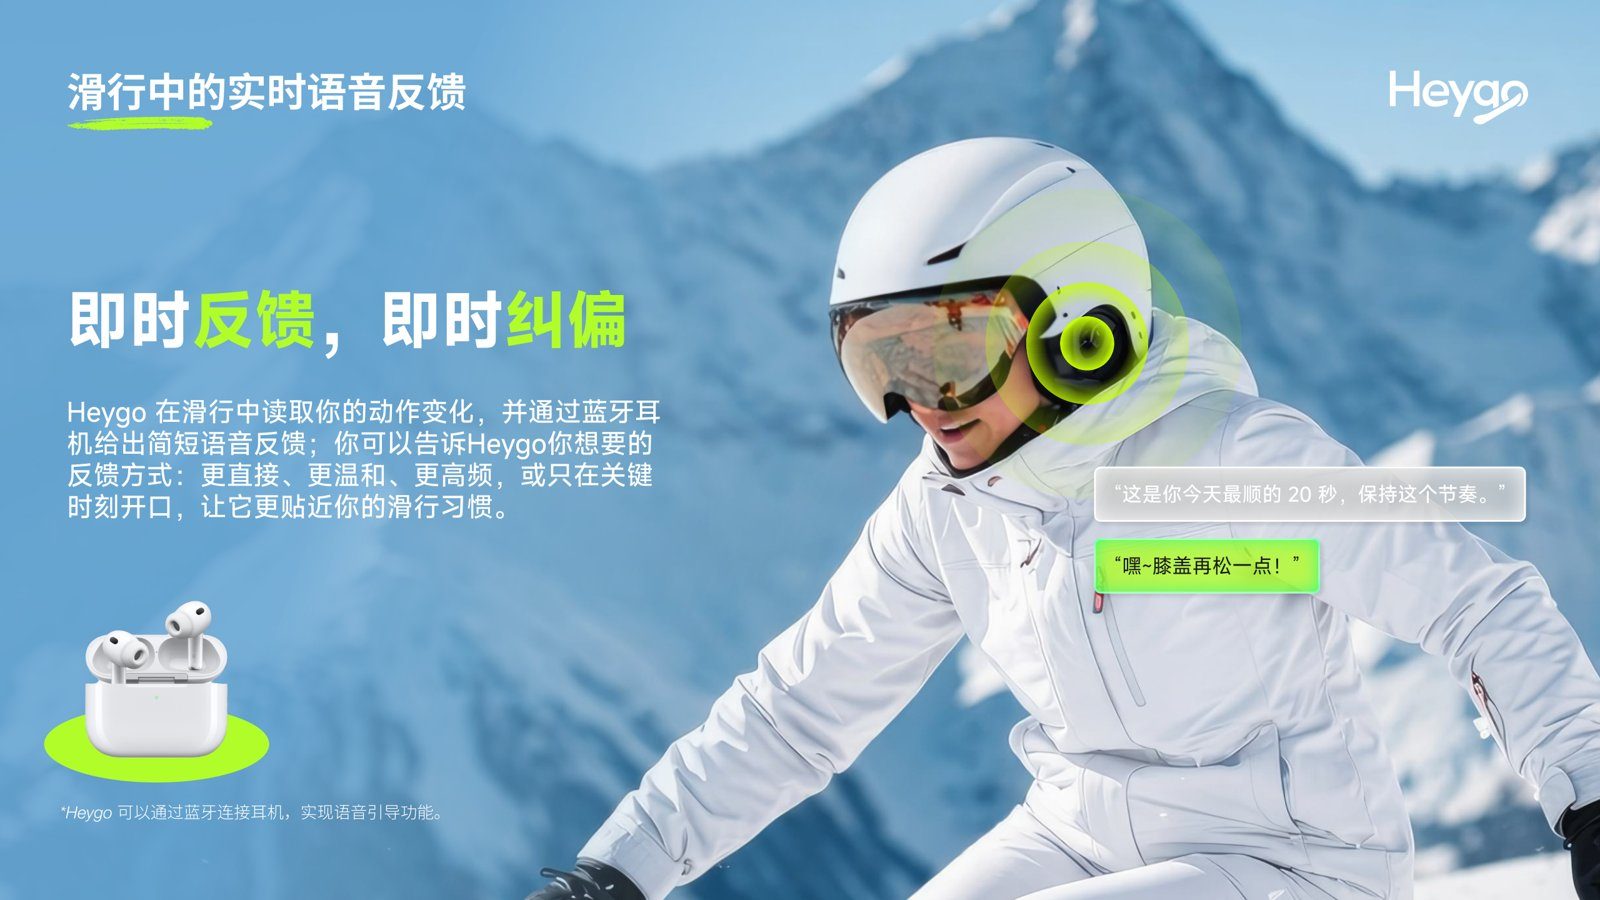 滑行中的实时语音反馈
Heygo
即时反馈，即时纠偏
Heygo 在滑行中读取你的动作变化，并通过蓝牙耳
机给出简短语音反馈；你可以告诉Heygo你想要的
反馈方式：更直接、更温和、更高频，或只在关键
时刻开口，让它更贴近你的滑行习惯。
“这是你今天最顺的 20 秒，保持这个节奏。”
“嘿~膝盖再松一点！”
*Heygo 可以通过蓝牙连接耳机，实现语音引导功能。